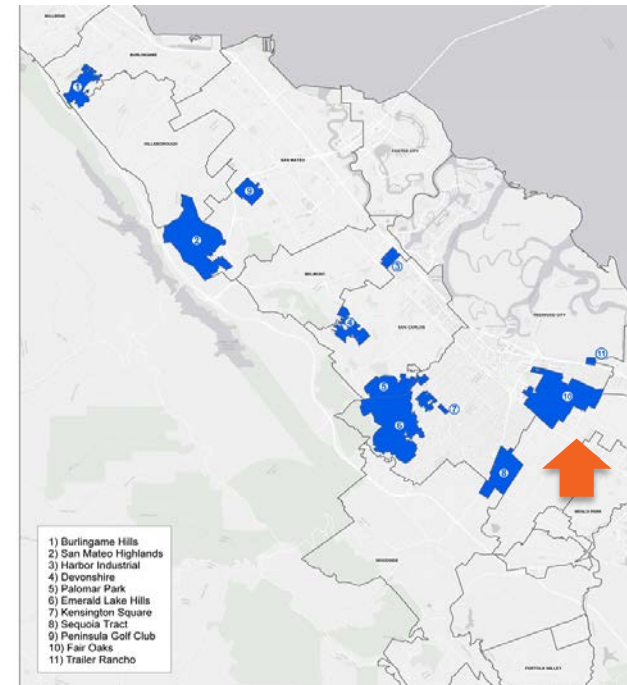 MILLBRAE
BURLINGAME
1
HILLSBOROUGH
SAN MATEO
FOSTER CITY
9
2
BELMONT
3
4
SAN CARLOS
REDWOOD CITY
11
5
7
10
6
8
MENLO PARK
WOODSIDE
PORTOLA VALLEY
1) Burlingame Hills
2) San Mateo Highlands
3) Harbor Industrial
4) Devonshire
5) Palomar Park
6) Emerald Lake Hills
7) Kensington Square
8) Sequoia Tract
9) Peninsula Golf Club
10) Fair Oaks
11) Trailer Rancho